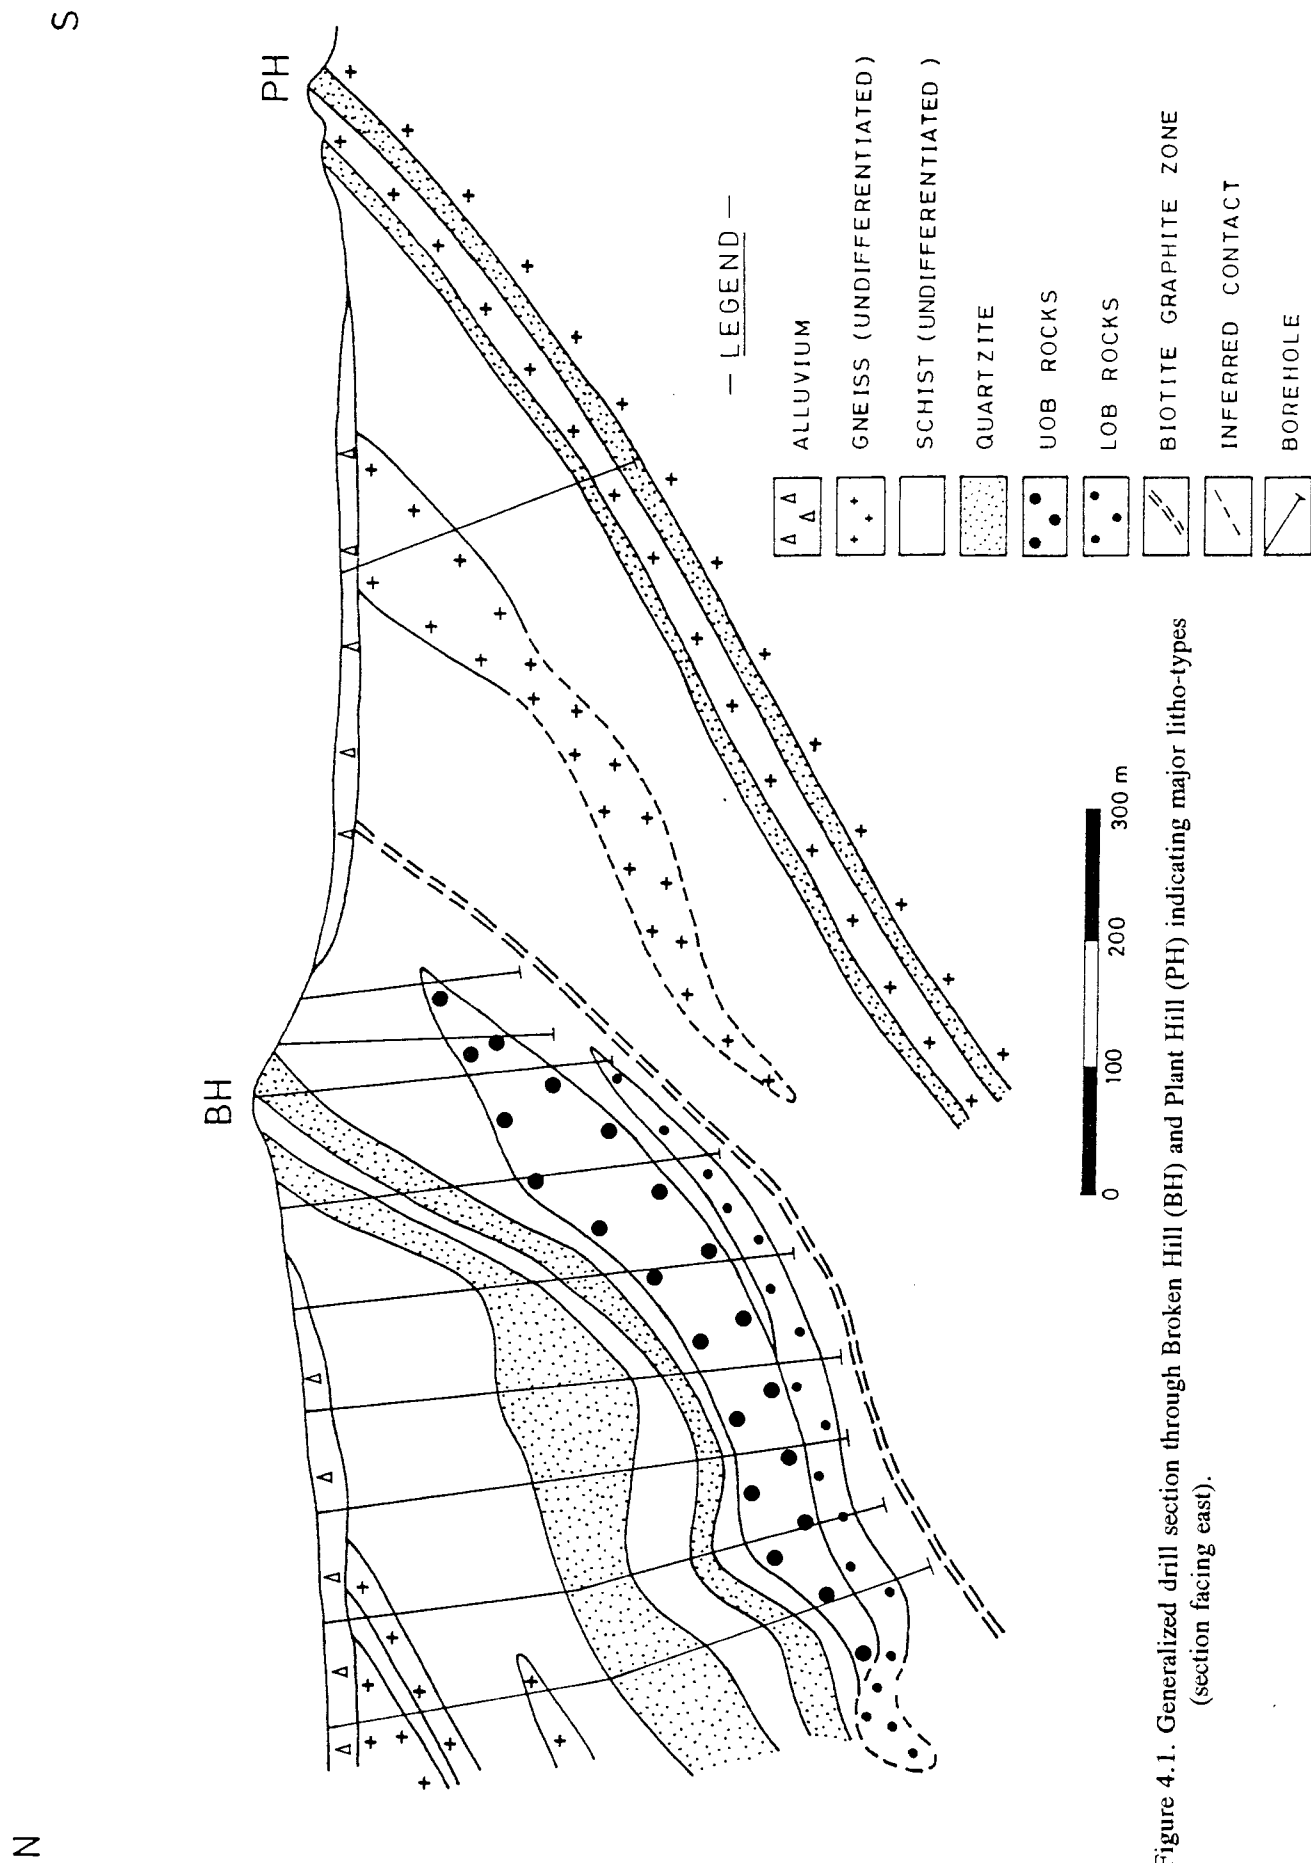 N
S
BH
PH
— LEGEND —
ALLUVIUM
GNEISS (UNDIFFERENTIATED)
SCHIST (UNDIFFERENTIATED)
QUARTZITE
UOB ROCKS
LOB ROCKS
BIOTITE GRAPHITE ZONE
INFERRED CONTACT
BOREHOLE
0 100 200 300 m
Figure 4.1. Generalized drill section through Broken Hill (BH) and Plant Hill (PH) indicating major litho-types
(section facing east).